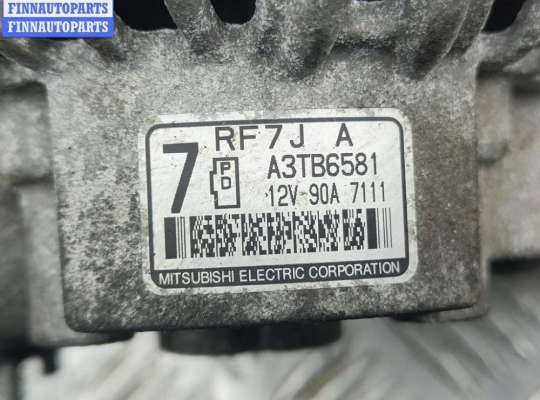 FINNAUTOPARTS
FINNAUTOPARTS
RF7J A
7 P D A3TB6581
12V-90A 7111
MITSUBISHI ELECTRIC CORPORATION